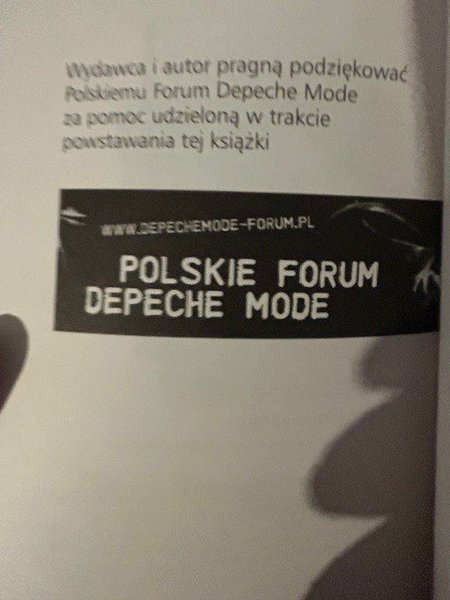 Wydawca i autor pragną podziękować
Polskiemu Forum Depeche Mode
za pomoc udzieloną w trakcie
powstawania tej książki
WWW.DEPECHEMODE-FORUM.PL
POLSKIE FORUM
DEPECHE MODE